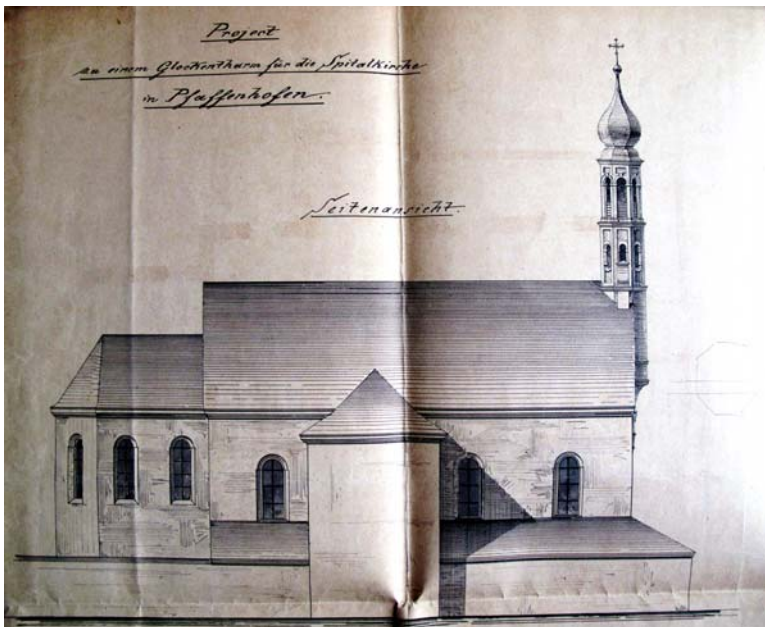 Project
zu einem Glockenthurm für die Spitalkirche
in Pfaffenhofen.
Seitenansicht.